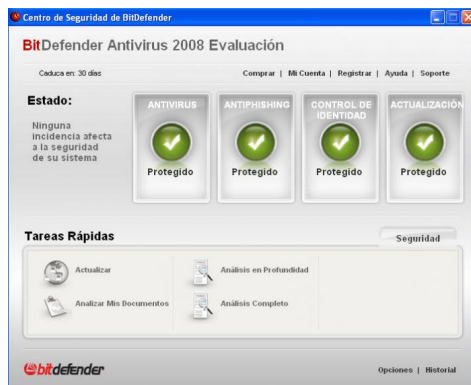 Centro de Seguridad de BitDefender
BitDefender Antivirus 2008 Evaluación
Caduca en: 30 días
Comprar | Mi Cuenta | Registrar | Ayuda | Soporte
Estado:
Ninguna
incidencia afecta
a la seguridad
de su sistema
ANTIVIRUS
Protegido
ANTIPHISHING
Protegido
CONTROL DE
IDENTIDAD
Protegido
ACTUALIZACIÓN
Protegido
Tareas Rápidas
Seguridad
Actualizar
Análisis en Profundidad
Analizar Mis Documentos
Análisis Completo
bitdefender
Opciones | Historial